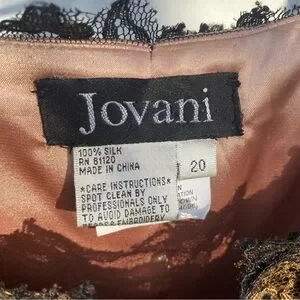 Jovani
100% SILK
RN 81120
MADE IN CHINA
20
*CARE INSTRUCTIONS*
SPOT CLEAN BY
PROFESSIONALS ONLY
TO AVOID DAMAGE TO